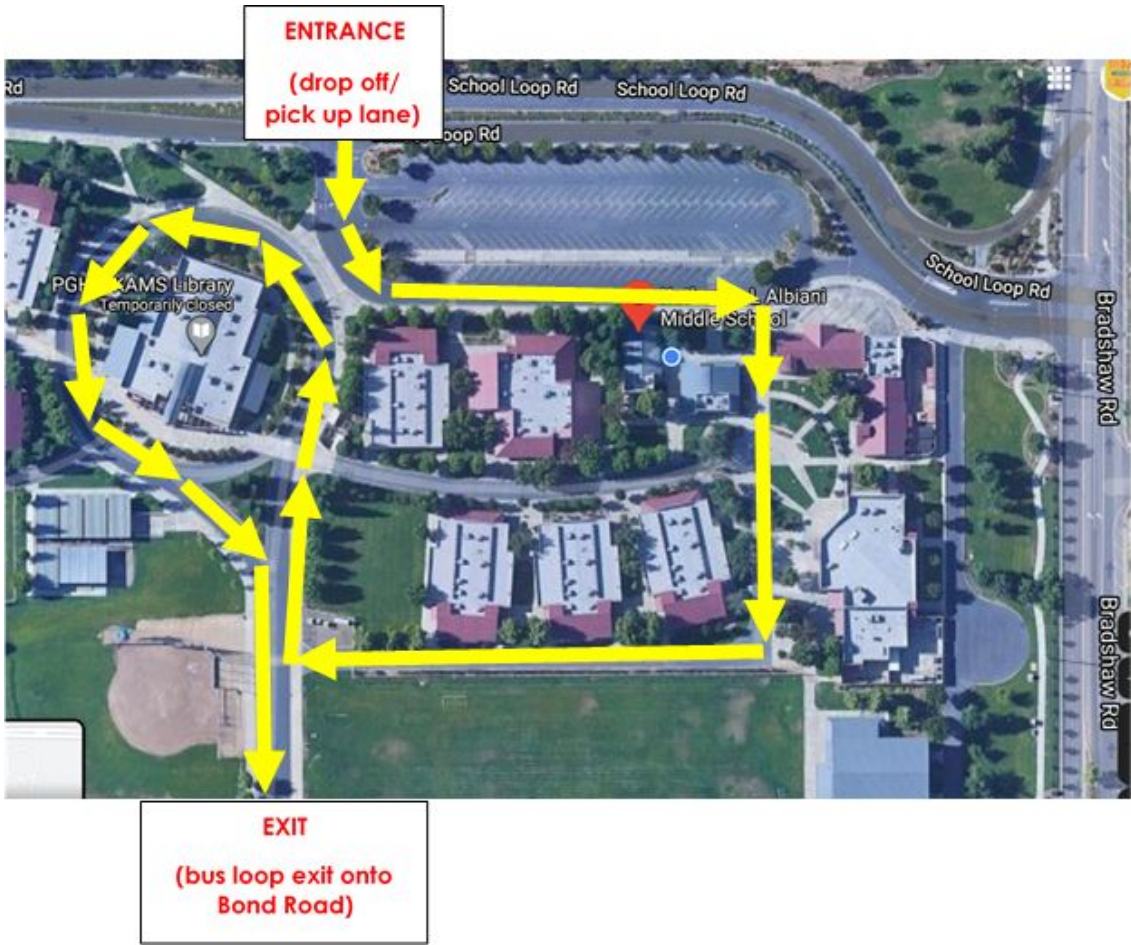 ENTRANCE
(drop off/
pick up lane)
Rd
School Loop Rd
School Loop Rd
Loop Rd
School Loop Rd
PGH
KAMS Library
Temporarily closed
Albiani
Middle School
Bradshaw Rd
Bradshaw Rd
EXIT
(bus loop exit onto
Bond Road)